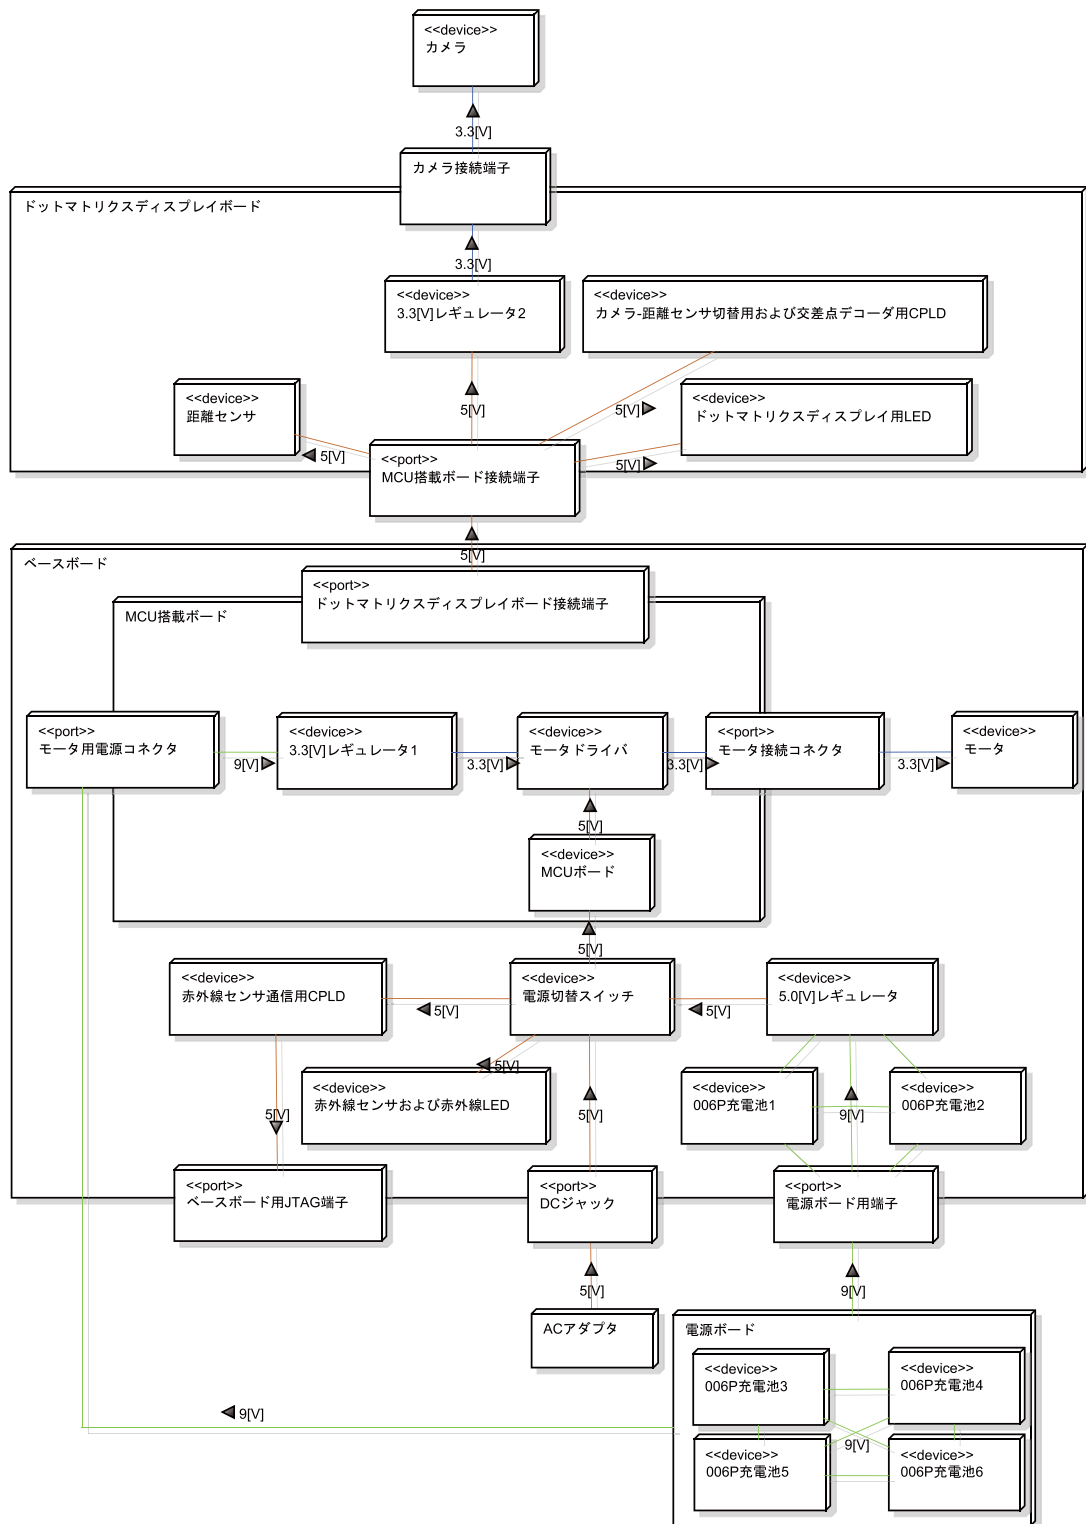 <<device>>
カメラ
3.3[V]
カメラ接続端子
ドットマトリクスディスプレイボード
3.3[V]
<<device>>
3.3[V]レギュレータ2
<<device>>
カメラ-距離センサ切替用および交差点デコーダ用CPLD
<<device>>
距離センサ
5[V]
5[V]
<<device>>
ドットマトリクスディスプレイ用LED
5[V]
<<port>>
MCU搭載ボード接続端子
5[V]
5[V]
ベースボード
<<port>>
ドットマトリクスディスプレイボード接続端子
MCU搭載ボード
<<port>>
モータ用電源コネクタ
9[V]
<<device>>
3.3[V]レギュレータ1
3.3[V]
<<device>>
モータドライバ
3.3[V]
<<port>>
モータ接続コネクタ
3.3[V]
<<device>>
モータ
5[V]
<<device>>
MCUボード
5[V]
<<device>>
赤外線センサ通信用CPLD
5[V]
<<device>>
電源切替スイッチ
5[V]
<<device>>
5.0[V]レギュレータ
5[V]
<<device>>
赤外線センサおよび赤外線LED
<<device>>
006P充電池1
<<device>>
006P充電池2
5[V]
5[V]
9[V]
<<port>>
ベースボード用JTAG端子
<<port>>
DCジャック
<<port>>
電源ボード用端子
5[V]
9[V]
ACアダプタ
電源ボード
<<device>>
006P充電池3
<<device>>
006P充電池4
9[V]
9[V]
<<device>>
006P充電池5
<<device>>
006P充電池6